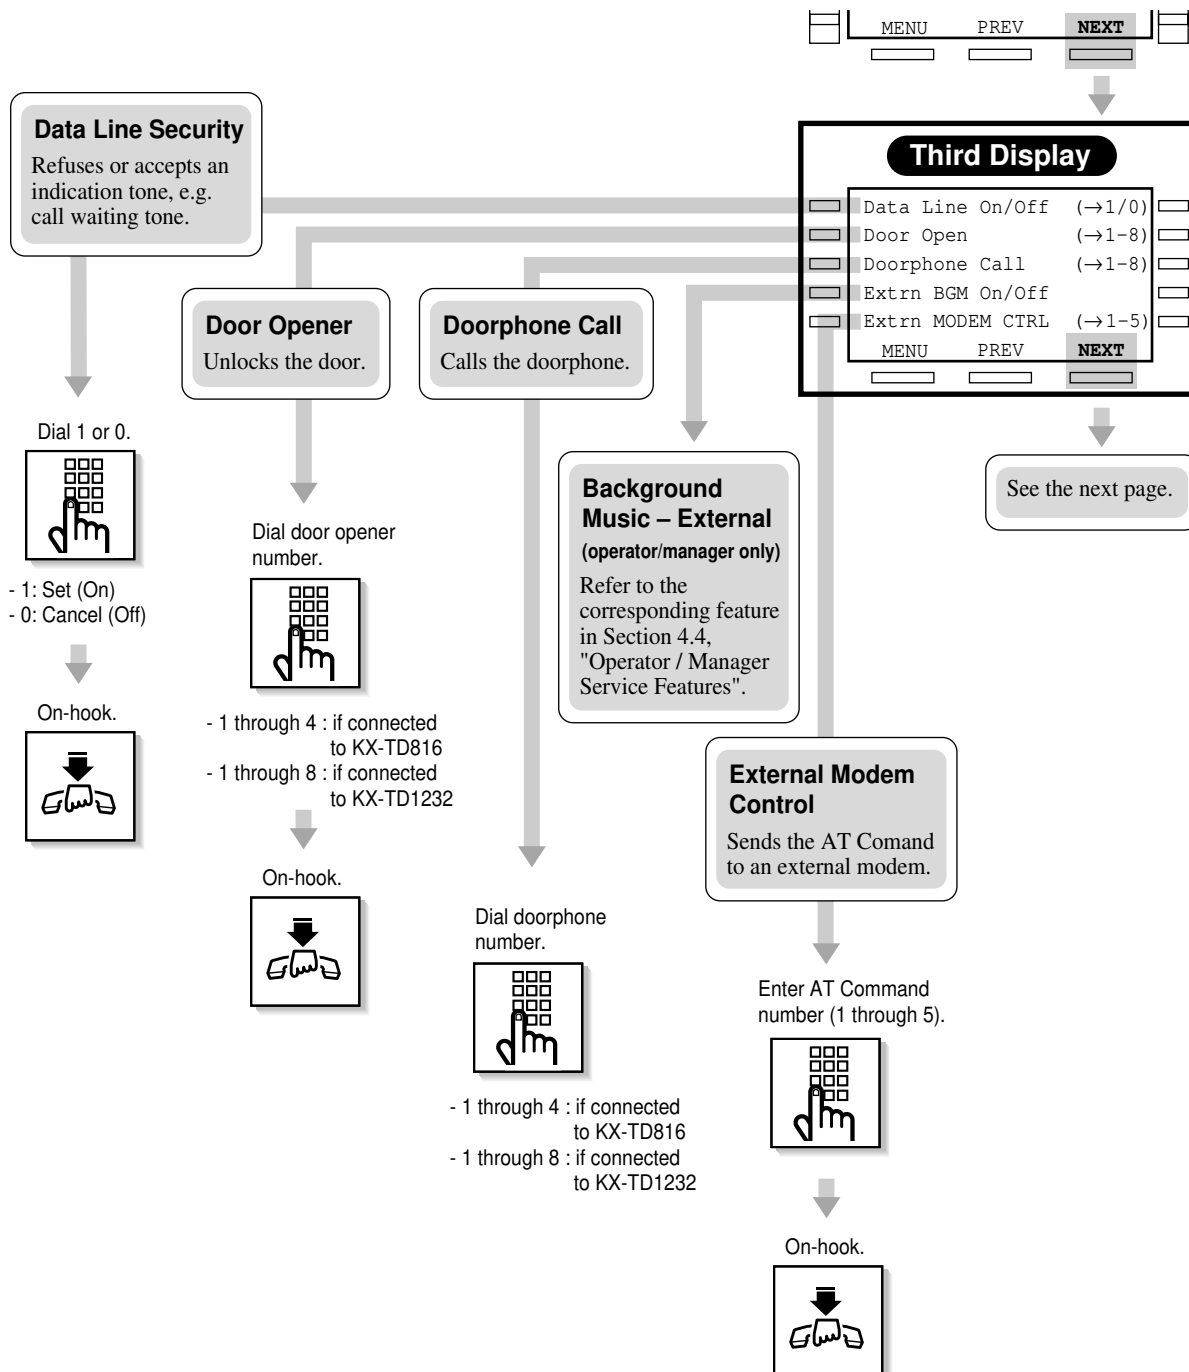 MENU PREV NEXT
Third Display
Data Line On/Off (→1/0)
Door Open (→1–8)
Doorphone Call (→1–8)
Extrn BGM On/Off
Extrn MODEM CTRL (→1–5)
MENU PREV NEXT
See the next page.
Data Line Security
Refuses or accepts an
indication tone, e.g.
call waiting tone.
Dial 1 or 0.
- 1: Set (On)
- 0: Cancel (Off)
On-hook.
Door Opener
Unlocks the door.
Dial door opener
number.
- 1 through 4 : if connected
to KX-TD816
- 1 through 8 : if connected
to KX-TD1232
On-hook.
Doorphone Call
Calls the doorphone.
Dial doorphone
number.
- 1 through 4 : if connected
to KX-TD816
- 1 through 8 : if connected
to KX-TD1232
Background
Music – External
(operator/manager only)
Refer to the
corresponding feature
in Section 4.4,
"Operator / Manager
Service Features".
External Modem
Control
Sends the AT Comand
to an external modem.
Enter AT Command
number (1 through 5).
On-hook.